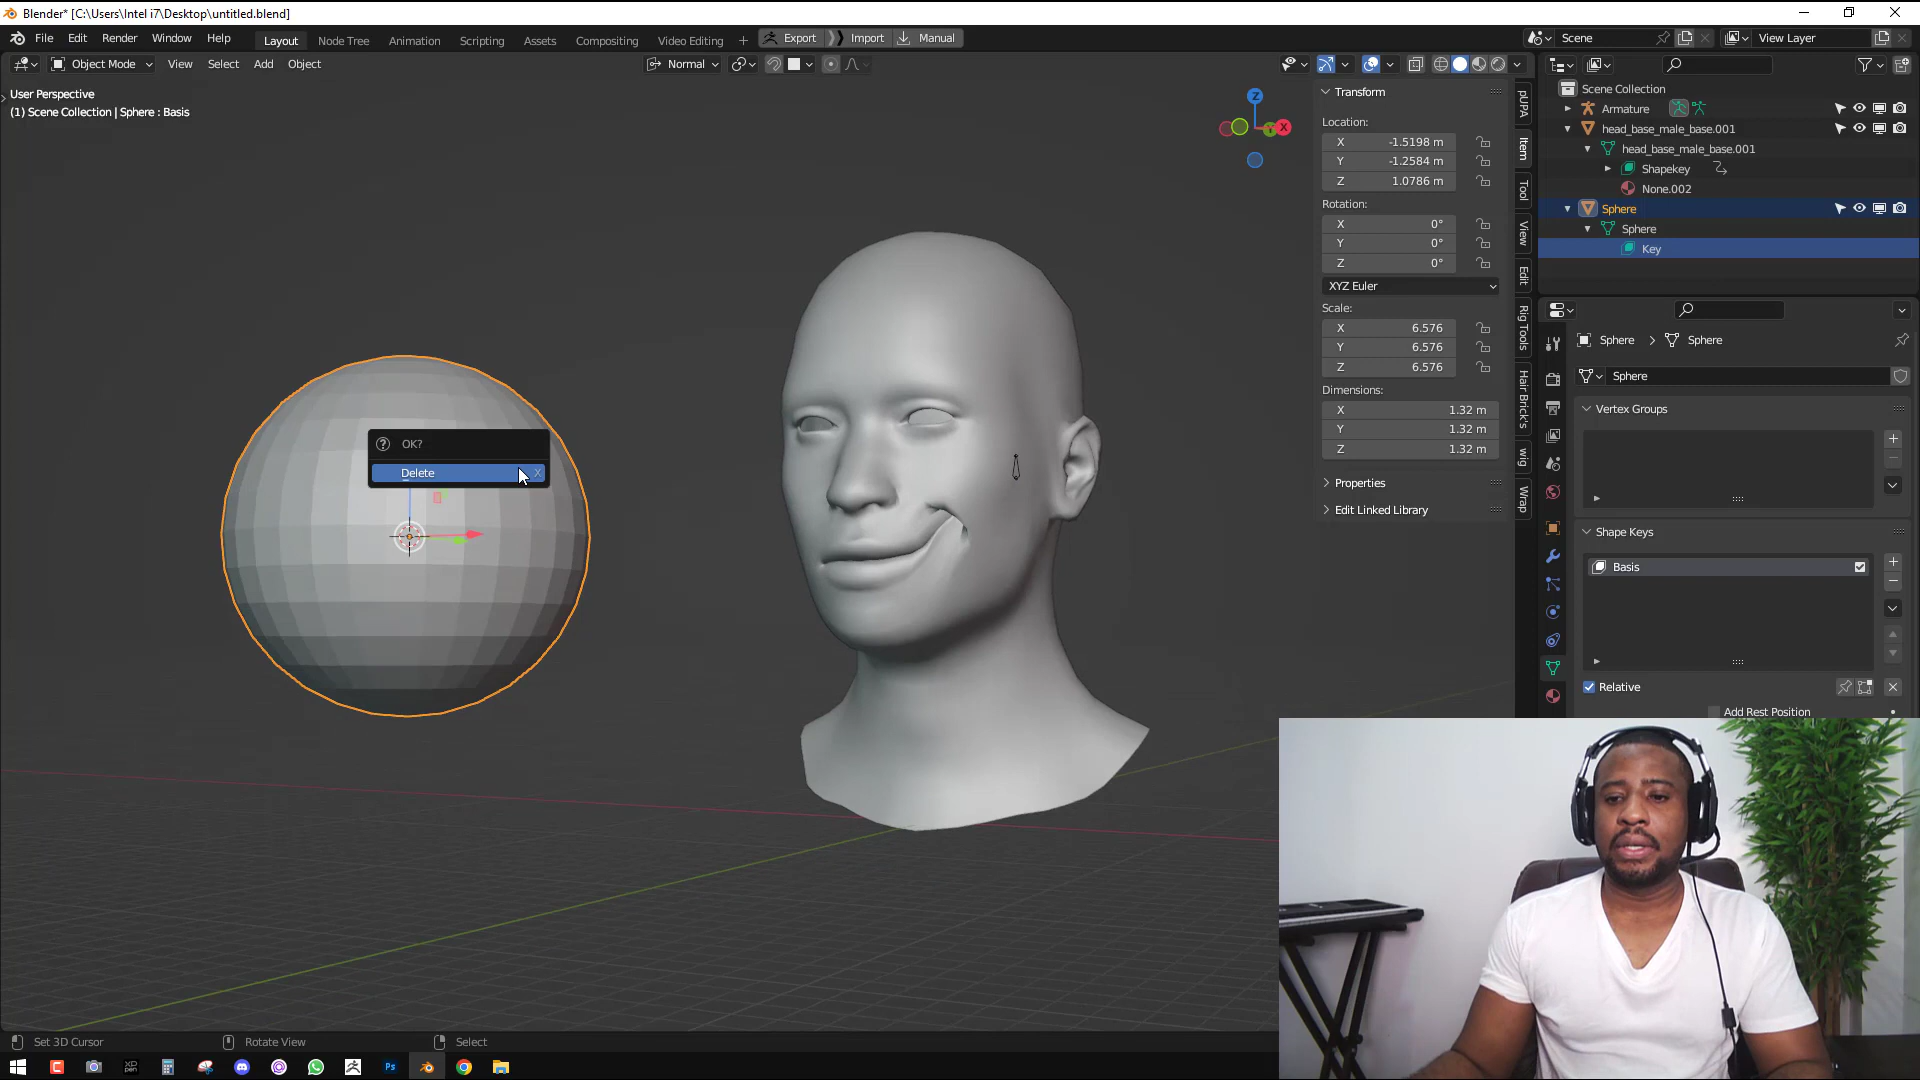 Blender* [C:\Users\Intel i7\Desktop\untitled.blend]
File Edit Render Window Help Layout Node Tree Animation Scripting Assets Compositing Video Editing + Export Import Manual Scene View Layer
Object Mode View Select Add Object Normal
User Perspective
(1) Scene Collection | Sphere : Basis
Z
X
Y
OK?
Delete X
Transform
Location:
X -1.5198 m
Y -1.2584 m
Z 1.0786 m
Rotation:
X 0°
Y 0°
Z 0°
XYZ Euler
Scale:
X 6.576
Y 6.576
Z 6.576
Dimensions:
X 1.32 m
Y 1.32 m
Z 1.32 m
Properties
Edit Linked Library
pUPA
Item
Tool
View
Edit
Rig Tools
Hair Brick's
wig
Wrap
Scene Collection
Armature
head_base_male_base.001
head_base_male_base.001
Shapekey
None.002
Sphere
Sphere
Key
Sphere > Sphere
Sphere
Vertex Groups
Shape Keys
Basis
Relative
Add Rest Position
Set 3D Cursor Rotate View Select
XD
pen
Ps